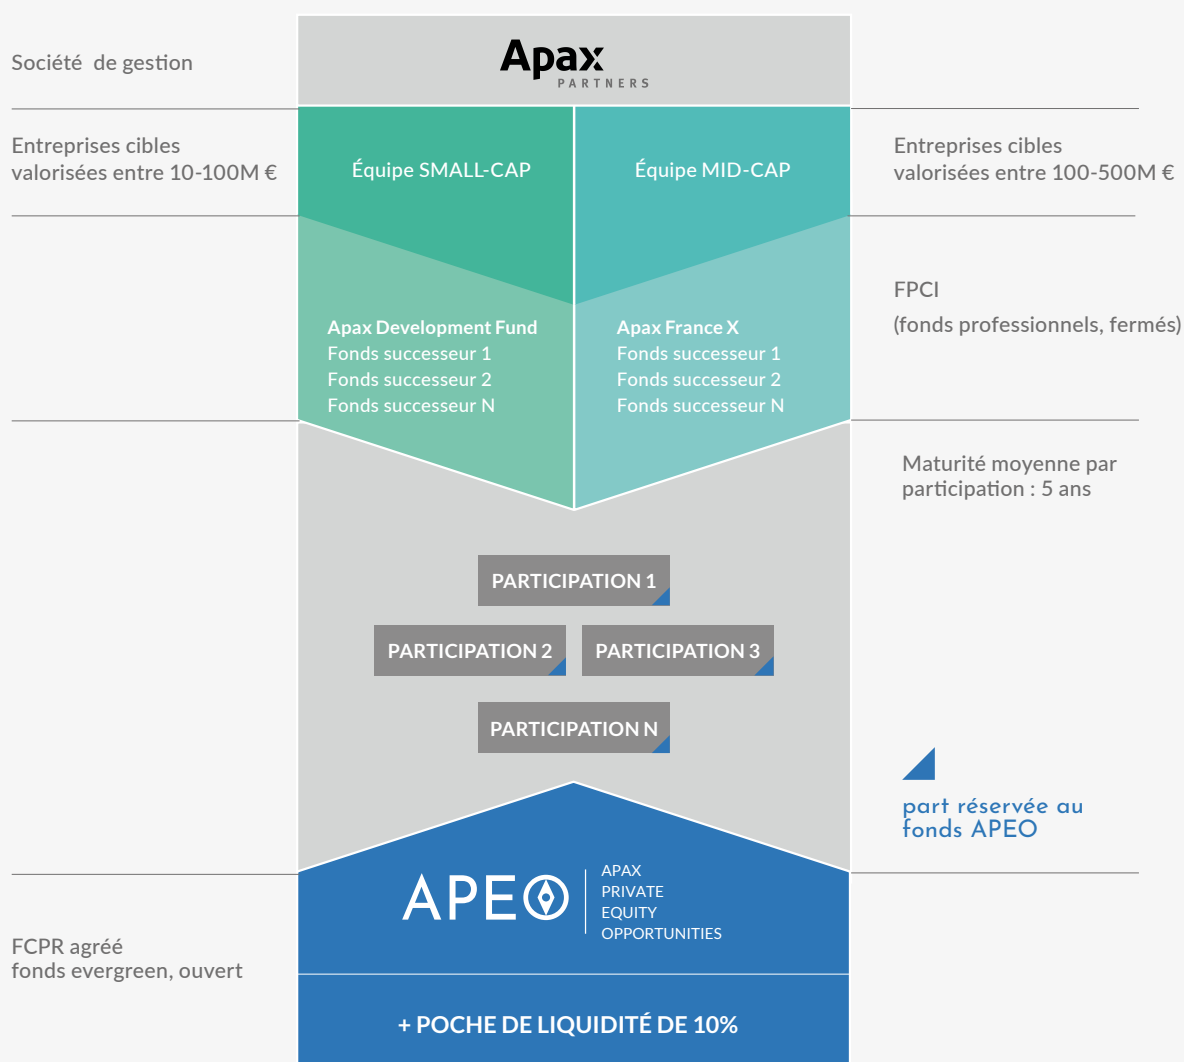 Société de gestion
Apax
PARTNERS
Entreprises cibles
valorisées entre 10-100M €
Équipe SMALL-CAP
Équipe MID-CAP
Entreprises cibles
valorisées entre 100-500M €
Apax Development Fund
Fonds successeur 1
Fonds successeur 2
Fonds successeur N
Apax France X
Fonds successeur 1
Fonds successeur 2
Fonds successeur N
FPCI
(fonds professionnels, fermés)
Maturité moyenne par
participation : 5 ans
PARTICIPATION 1
PARTICIPATION 2
PARTICIPATION 3
PARTICIPATION N
part réservée au
fonds APEO
APEO
APAX
PRIVATE
EQUITY
OPPORTUNITIES
FCPR agréé
fonds evergreen, ouvert
+ POCHE DE LIQUIDITÉ DE 10%